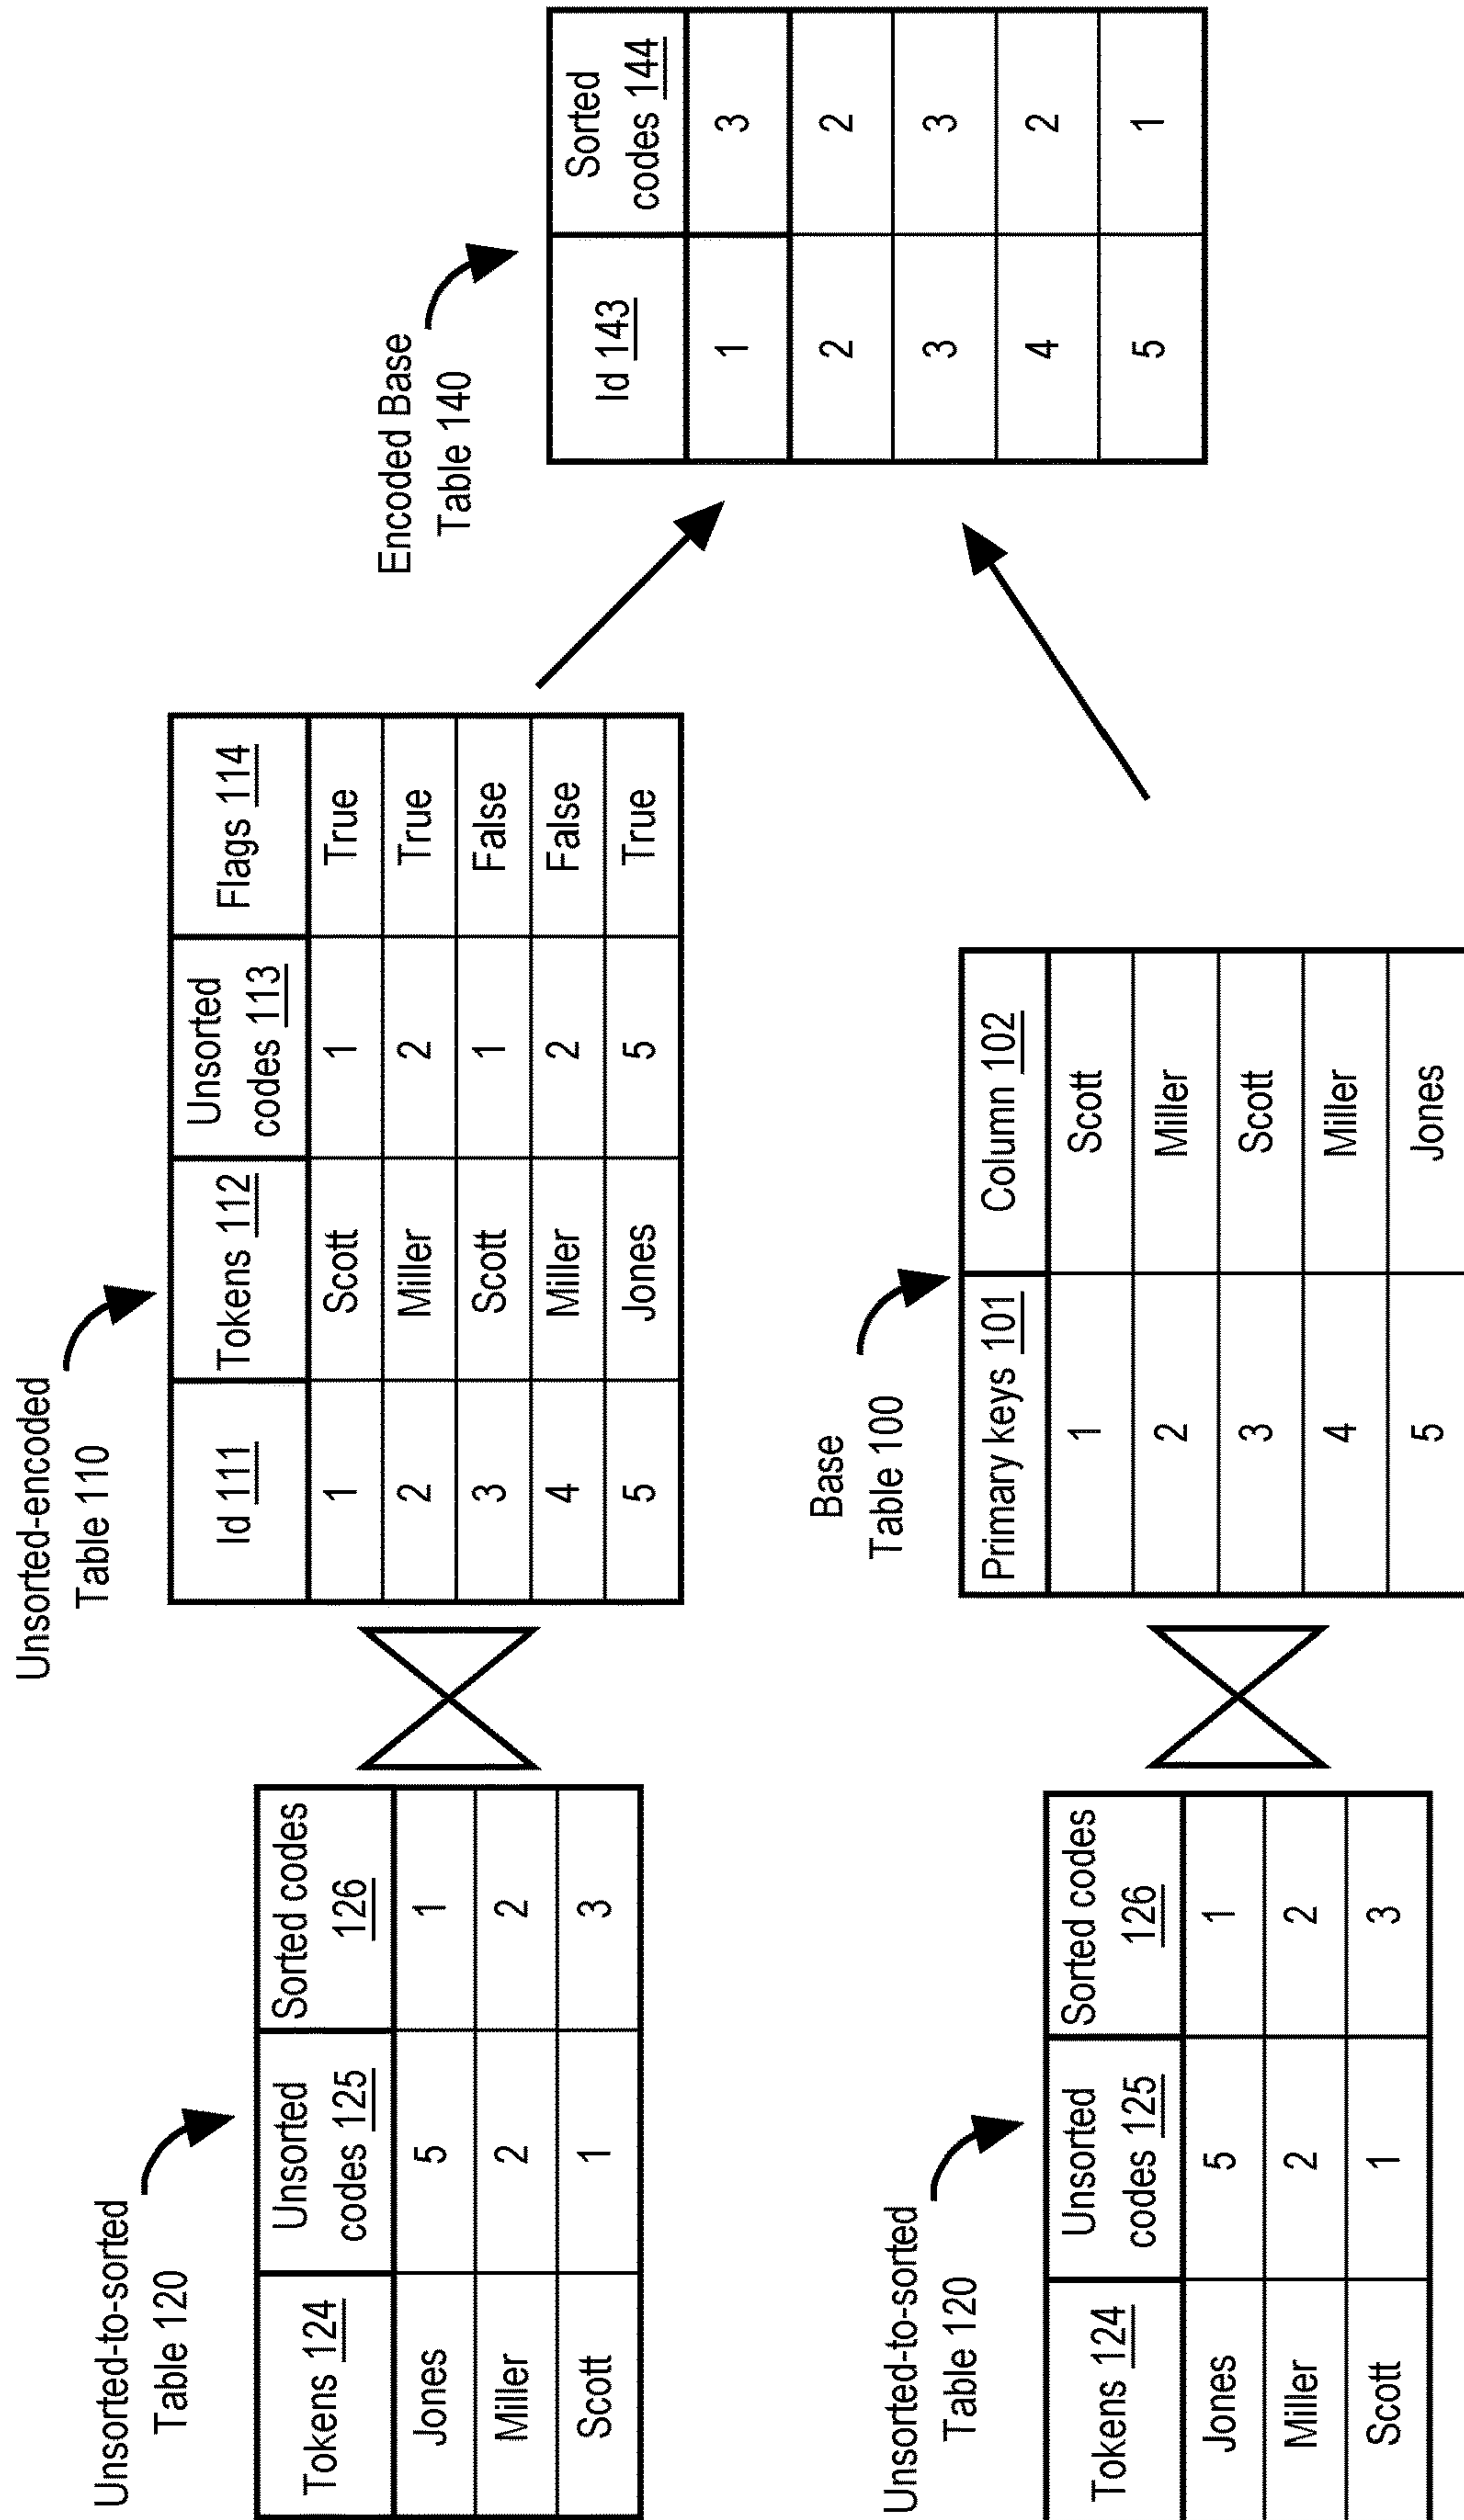 Unsorted-to-sorted
Table 120
Tokens 124 Unsorted codes 125 Sorted codes 126
Jones 5 1
Miller 2 2
Scott 1 3
Unsorted-encoded
Table 110
Id 111 Tokens 112 Unsorted codes 113 Flags 114
1 Scott 1 True
2 Miller 2 True
3 Scott 1 False
4 Miller 2 False
5 Jones 5 True
Encoded Base
Table 140
Id 143 Sorted codes 144
1 3
2 2
3 3
4 2
5 1
Unsorted-to-sorted
Table 120
Tokens 124 Unsorted codes 125 Sorted codes 126
Jones 5 1
Miller 2 2
Scott 1 3
Base
Table 100
Primary keys 101 Column 102
1 Scott
2 Miller
3 Scott
4 Miller
5 Jones